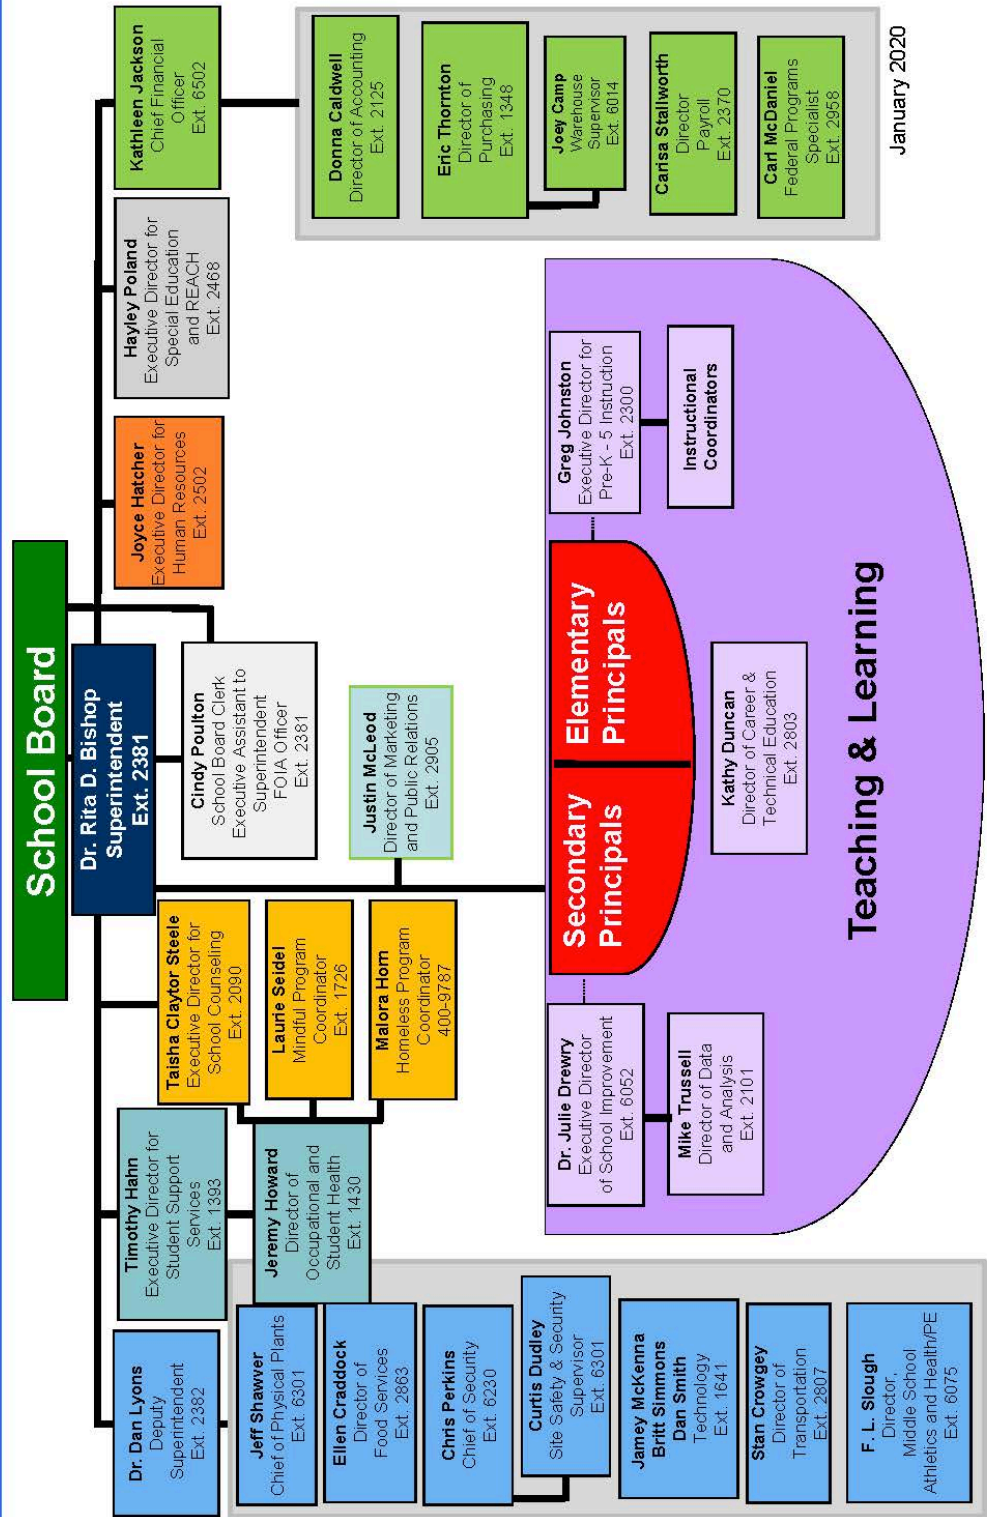 School Board
Dr. Rita D. Bishop
Superintendent
Ext. 2381
Cindy Poulton
School Board Clerk
Executive Assistant to
Superintendent
FOIA Officer
Ext. 2381
Dr. Dan Lyons
Deputy
Superintendent
Ext. 2382
Timothy Hahn
Executive Director for
Student Support
Services
Ext. 1393
Taisha Claytor Steele
Executive Director for
School Counseling
Ext. 2090
Joyce Hatcher
Executive Director for
Human Resources
Ext. 2502
Hayley Poland
Executive Director for
Special Education
and REACH
Ext. 2468
Kathleen Jackson
Chief Financial
Officer
Ext. 6502
Jeff Shawver
Chief of Physical Plants
Ext. 6301
Ellen Craddock
Director of
Food Services
Ext. 2863
Chris Perkins
Chief of Security
Ext. 6230
Curtis Dudley
Site Safety & Security
Supervisor
Ext. 6301
Jamey McKenna
Britt Simmons
Dan Smith
Technology
Ext. 1641
Stan Crowgey
Director of
Transportation
Ext. 2807
F. L. Slough
Director,
Middle School
Athletics and Health/PE
Ext. 6075
Jeremy Howard
Director of
Occupational and
Student Health
Ext. 1430
Laurie Seidel
Mindful Program
Coordinator
Ext. 1726
Malora Horn
Homeless Program
Coordinator
400-9787
Justin McLeod
Director of Marketing
and Public Relations
Ext. 2905
Donna Caldwell
Director of Accounting
Ext. 2125
Eric Thornton
Director of
Purchasing
Ext. 1348
Joey Camp
Warehouse
Supervisor
Ext. 6014
Carisa Stallworth
Director
Payroll
Ext. 2370
Carl McDaniel
Federal Programs
Specialist
Ext. 2958
Dr. Julie Drewry
Executive Director
of School Improvement
Ext. 6052
Mike Trussell
Director of Data
and Analysis
Ext. 2101
Secondary
Principals
Elementary
Principals
Greg Johnston
Executive Director for
Pre-K - 5 Instruction
Ext. 2300
Instructional
Coordinators
Kathy Duncan
Director of Career &
Technical Education
Ext. 2803
Teaching & Learning
January 2020